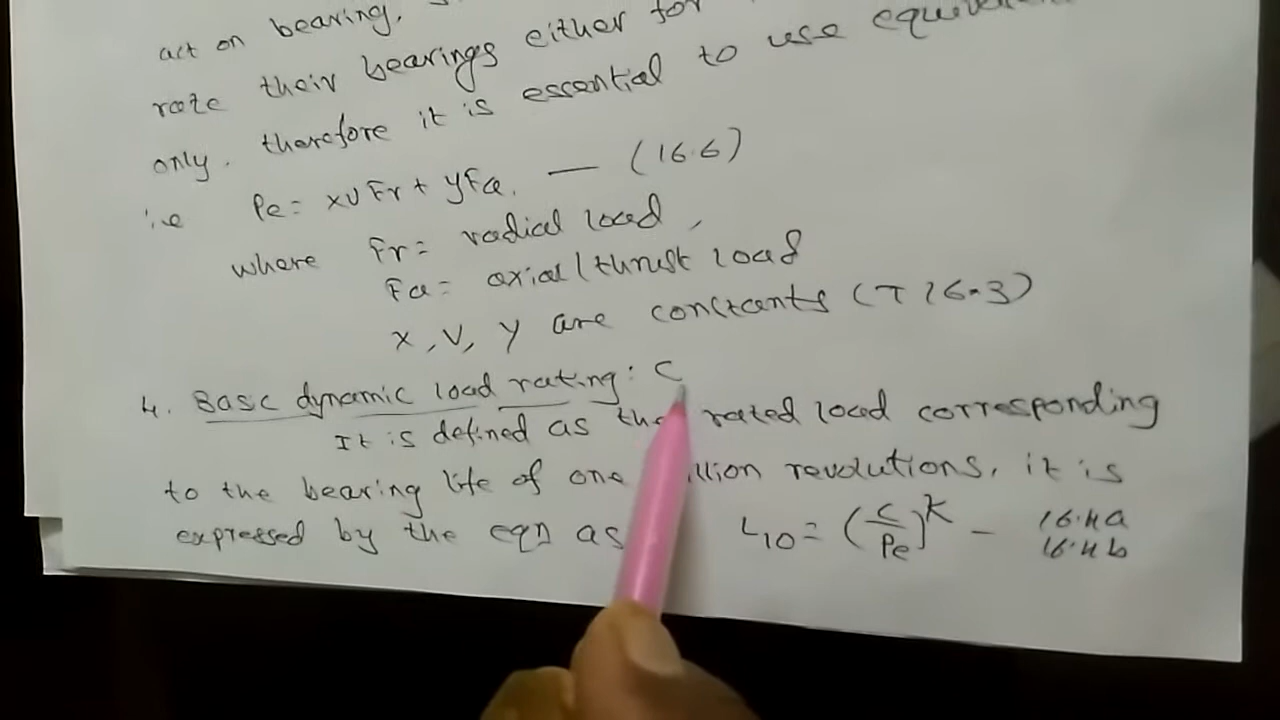 act on bearing.
rate their bearings either for
only. therefore it is essential to use
i.e Pe = XVFr + YFa. — (16.6)
where Fr = radial load,
Fa = axial/thrust load
X, V, Y are constants (T 16.3)
4. Basc dynamic load rating: C
It is defined as the rated load corresponding
to the bearing life of one revolutions. it is
expressed by the eqn as L10 = (C/Pe)^k - 16.4a
16.4b